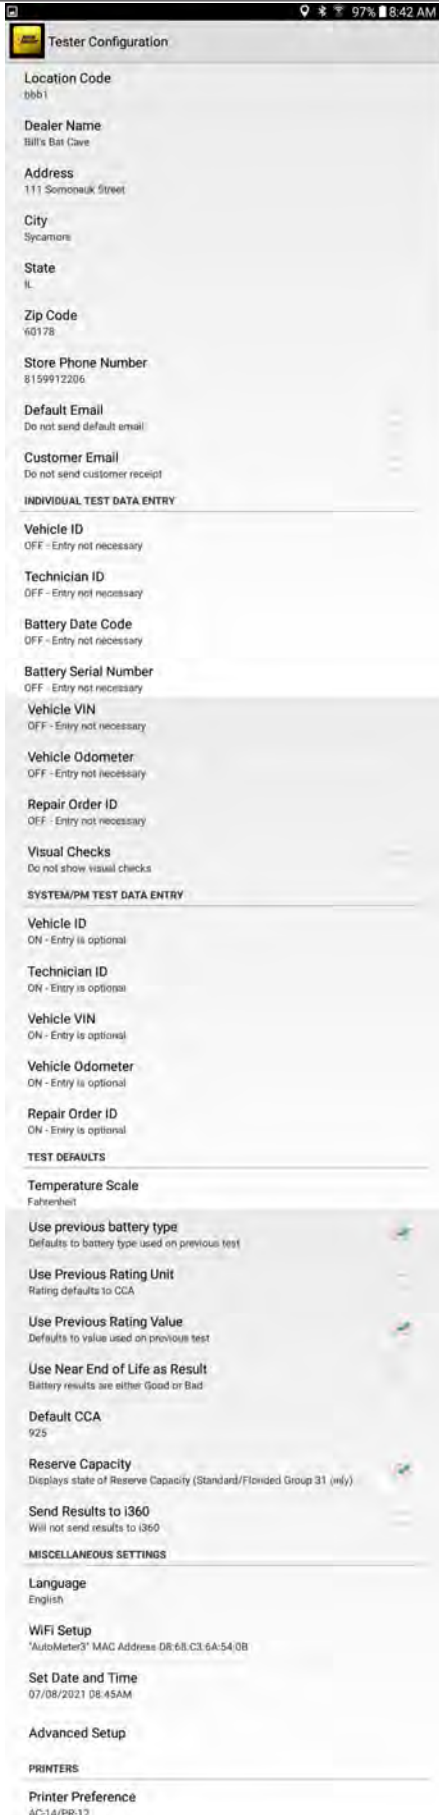 97% 8:42 AM
Tester Configuration
Location Code
bbb1
Dealer Name
Bill's Bat Cave
Address
111 Somonauk Street
City
Sycamore
State
IL
Zip Code
60178
Store Phone Number
8159912206
Default Email
Do not send default email
Customer Email
Do not send customer receipt
INDIVIDUAL TEST DATA ENTRY
Vehicle ID
OFF - Entry not necessary
Technician ID
OFF - Entry not necessary
Battery Date Code
OFF - Entry not necessary
Battery Serial Number
OFF - Entry not necessary
Vehicle VIN
OFF - Entry not necessary
Vehicle Odometer
OFF - Entry not necessary
Repair Order ID
OFF - Entry not necessary
Visual Checks
Do not show visual checks
SYSTEM/PM TEST DATA ENTRY
Vehicle ID
ON - Entry is optional
Technician ID
ON - Entry is optional
Vehicle VIN
ON - Entry is optional
Vehicle Odometer
ON - Entry is optional
Repair Order ID
ON - Entry is optional
TEST DEFAULTS
Temperature Scale
Fahrenheit
Use previous battery type
Defaults to battery type used on previous test
Use Previous Rating Unit
Rating defaults to CCA
Use Previous Rating Value
Defaults to value used on previous test
Use Near End of Life as Result
Battery results are either Good or Bad
Default CCA
925
Reserve Capacity
Displays state of Reserve Capacity (Standard/Flooded Group 31 only)
Send Results to i360
Will not send results to i360
MISCELLANEOUS SETTINGS
Language
English
WiFi Setup
"AutoMeter3" MAC Address D8:68:C3:6A:54:0B
Set Date and Time
07/08/2021 08:45AM
Advanced Setup
PRINTERS
Printer Preference
AC-14/PR-12